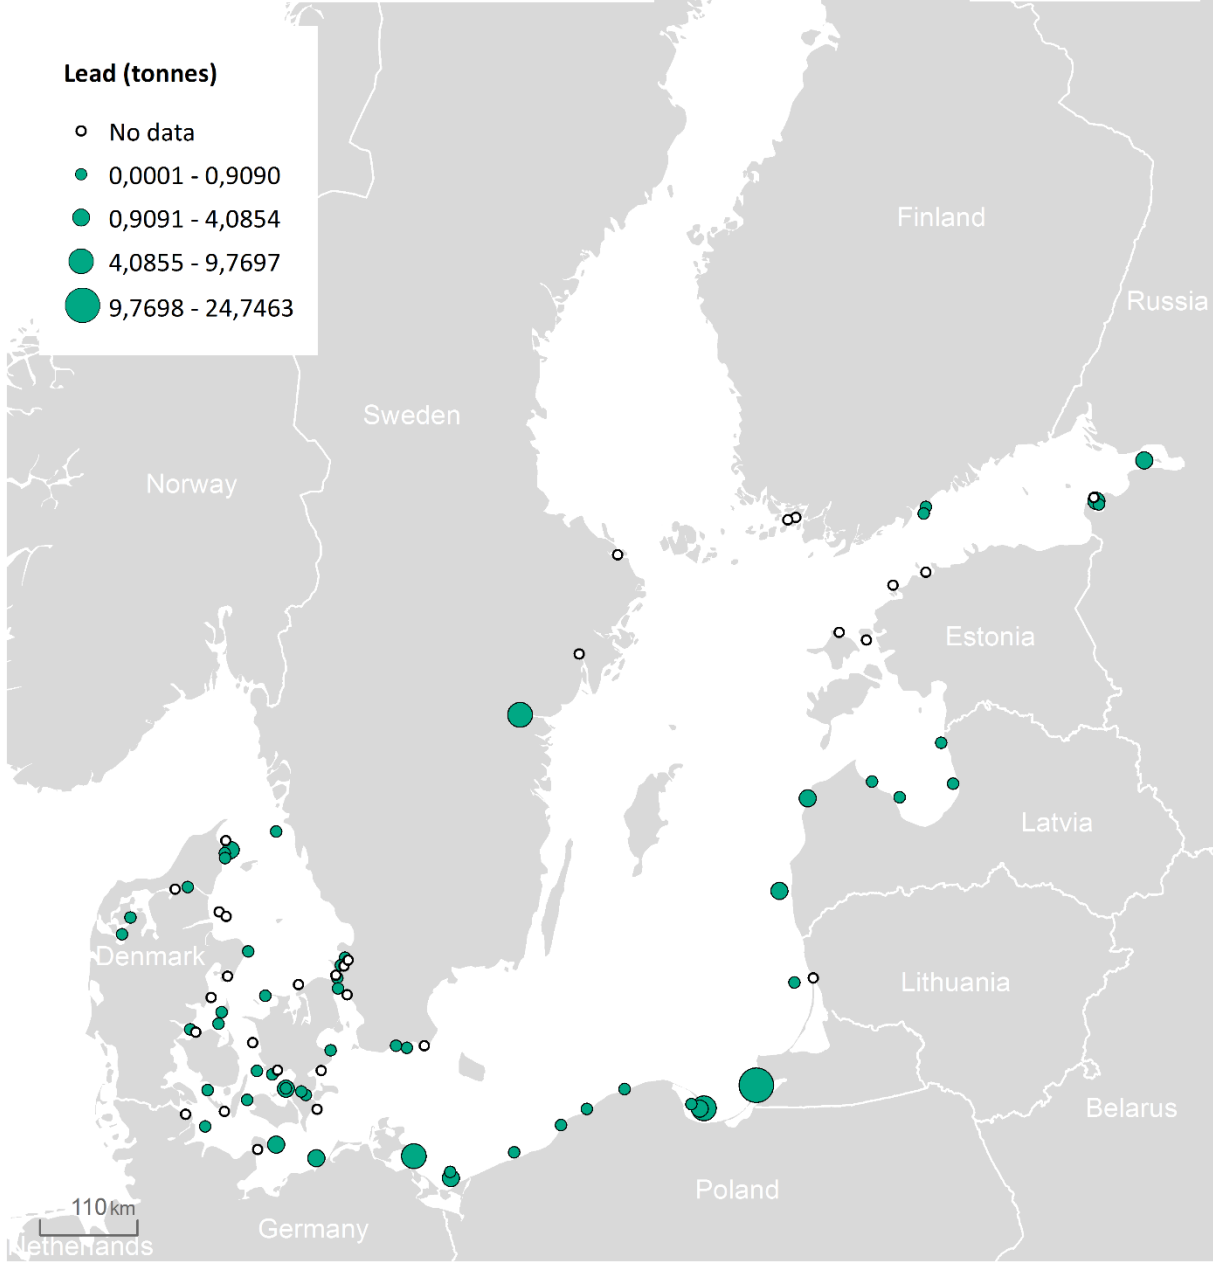 Lead (tonnes)
No data
0,0001 - 0,9090
0,9091 - 4,0854
4,0855 - 9,7697
9,7698 - 24,7463
Finland
Russia
Sweden
Norway
Estonia
Latvia
Denmark
Lithuania
Belarus
Poland
110 km
Germany
Netherlands